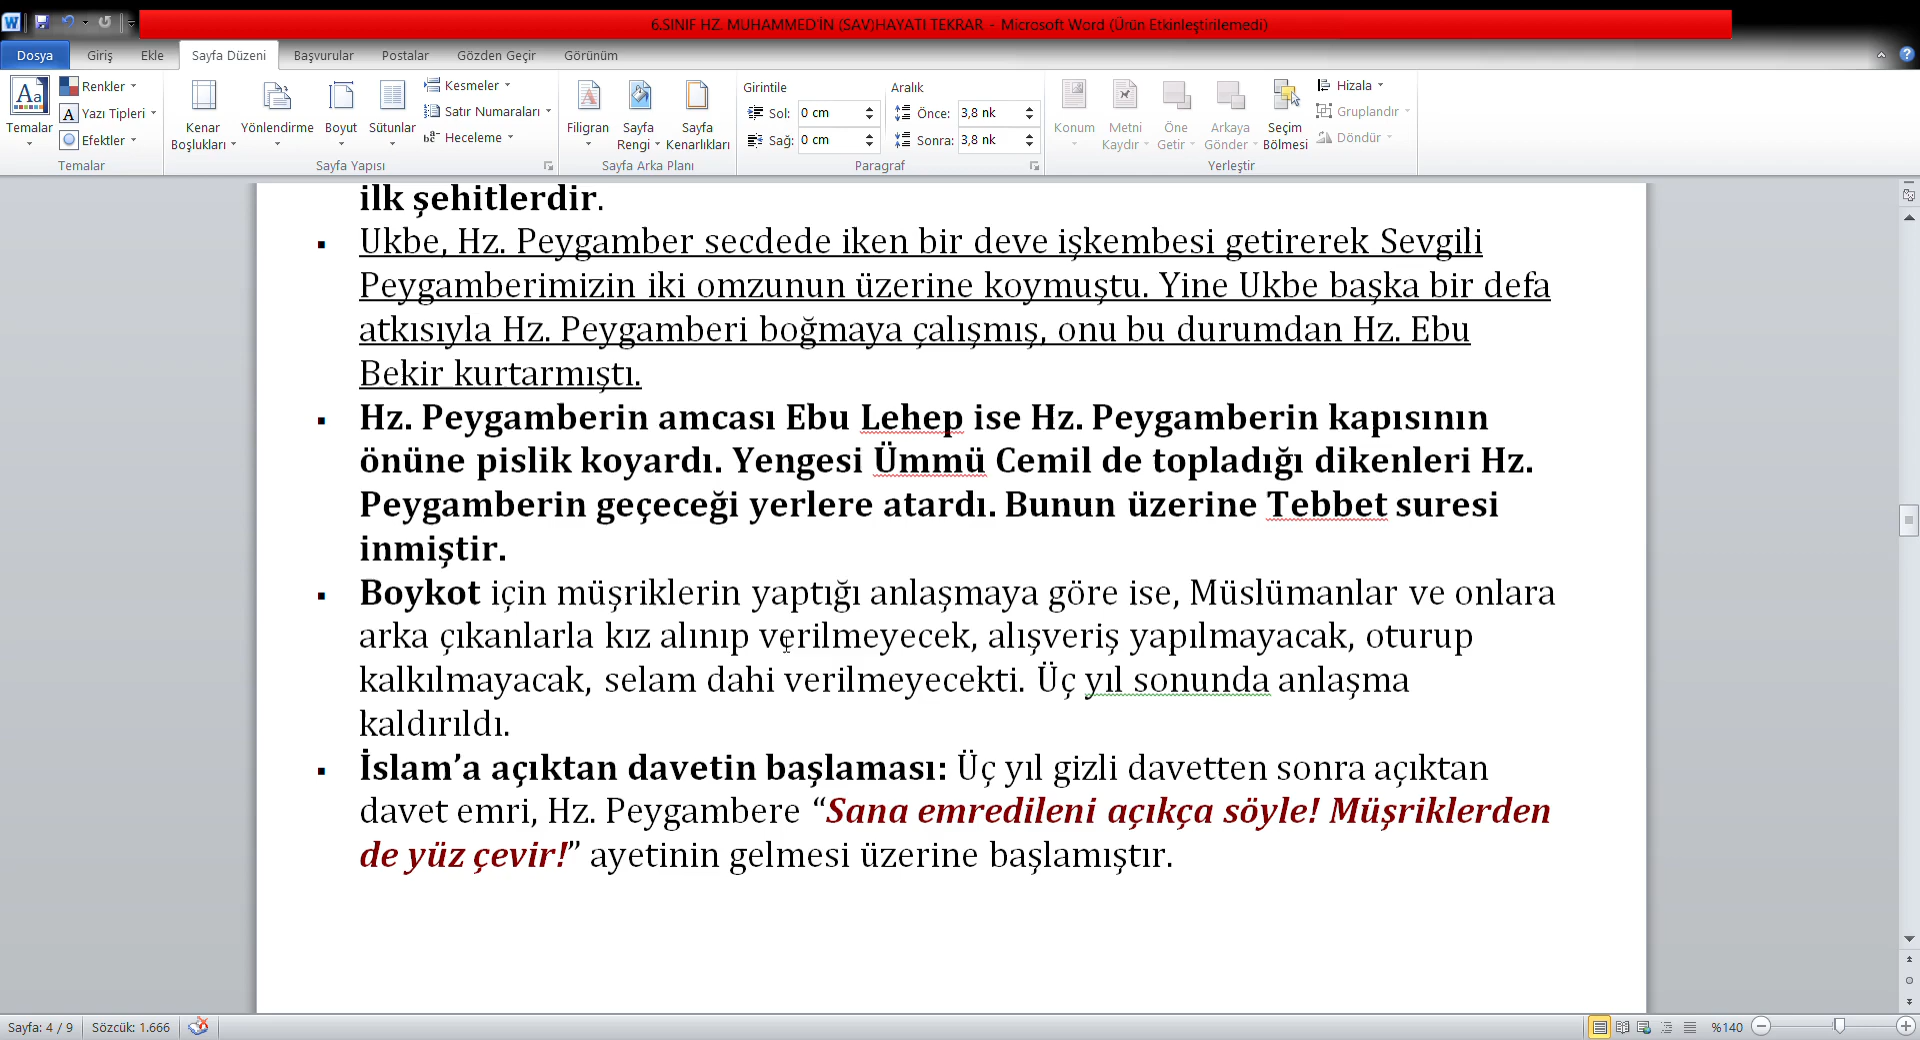 6.SINIF HZ. MUHAMMED'İN (SAV)HAYATI TEKRAR - Microsoft Word (Ürün Etkinleştirilemedi)
Dosya Giriş Ekle Sayfa Düzeni Başvurular Postalar Gözden Geçir Görünüm
Temalar
Renkler
Yazı Tipleri
Efektler
Temalar
Kenar Boşlukları
Yönlendirme
Boyut
Sütunlar
Kesmeler
Satır Numaraları
Heceleme
Sayfa Yapısı
Filigran
Sayfa Rengi
Sayfa Kenarlıkları
Sayfa Arka Planı
Girintile
Sol: 0 cm
Sağ: 0 cm
Aralık
Önce: 3,8 nk
Sonra: 3,8 nk
Paragraf
Konum
Metni Kaydır
Öne Getir
Arkaya Gönder
Seçim Bölmesi
Hizala
Gruplandır
Döndür
Yerleştir
ilk şehitlerdir.
▪ Ukbe, Hz. Peygamber secdede iken bir deve işkembesi getirerek Sevgili
Peygamberimizin iki omzunun üzerine koymuştu. Yine Ukbe başka bir defa
atkısıyla Hz. Peygamberi boğmaya çalışmış, onu bu durumdan Hz. Ebu
Bekir kurtarmıştı.
▪ Hz. Peygamberin amcası Ebu Lehep ise Hz. Peygamberin kapısının
önüne pislik koyardı. Yengesi Ümmü Cemil de topladığı dikenleri Hz.
Peygamberin geçeceği yerlere atardı. Bunun üzerine Tebbet suresi
inmiştir.
▪ Boykot için müşriklerin yaptığı anlaşmaya göre ise, Müslümanlar ve onlara
arka çıkanlarla kız alınıp verilmeyecek, alışveriş yapılmayacak, oturup
kalkılmayacak, selam dahi verilmeyecekti. Üç yıl sonunda anlaşma
kaldırıldı.
▪ İslam’a açıktan davetin başlaması: Üç yıl gizli davetten sonra açıktan
davet emri, Hz. Peygambere “Sana emredileni açıkça söyle! Müşriklerden
de yüz çevir!” ayetinin gelmesi üzerine başlamıştır.
Sayfa: 4 / 9 Sözcük: 1.666 %140